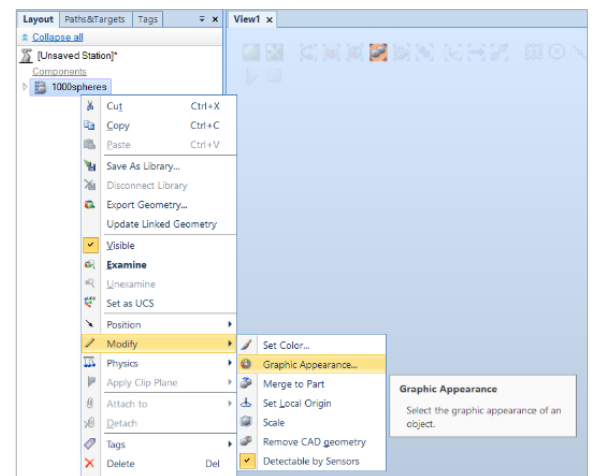 Layout Paths&Targets Tags
View1
Collapse all
[Unsaved Station]*
Components
1000spheres
Cut Ctrl+X
Copy Ctrl+C
Paste Ctrl+V
Save As Library...
Disconnect Library
Export Geometry...
Update Linked Geometry
Visible
Examine
Unexamine
Set as UCS
Position
Modify
Physics
Apply Clip Plane
Attach to
Detach
Tags
Delete Del
Set Color...
Graphic Appearance...
Merge to Part
Set Local Origin
Scale
Remove CAD geometry
Detectable by Sensors
Graphic Appearance
Select the graphic appearance of an
object.